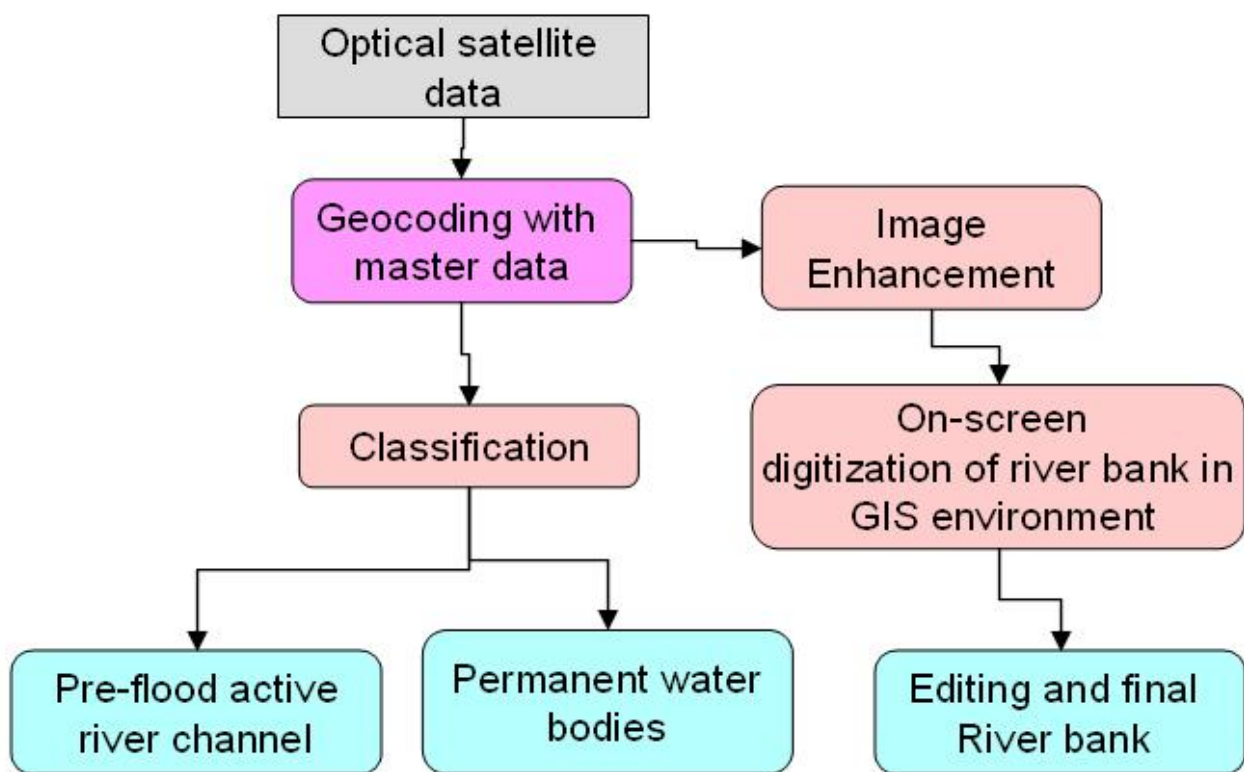 Optical satellite
data
Geocoding with
master data
Image
Enhancement
Classification
On-screen
digitization of river bank in
GIS environment
Pre-flood active
river channel
Permanent water
bodies
Editing and final
River bank